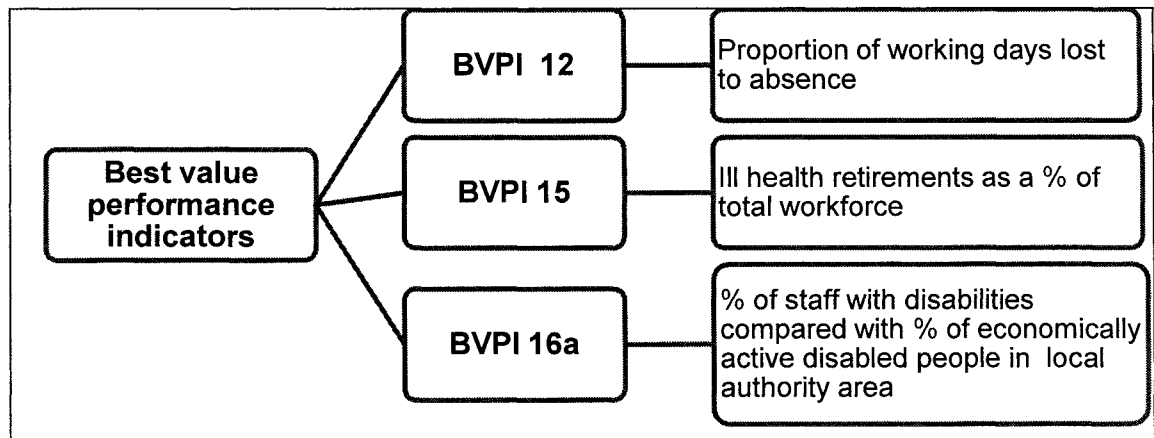 BVPI 12
Proportion of working days lost
to absence
Best value
performance
indicators
BVPI 15
Ill health retirements as a % of
total workforce
BVPI 16a
% of staff with disabilities
compared with % of economically
active disabled people in local
authority area